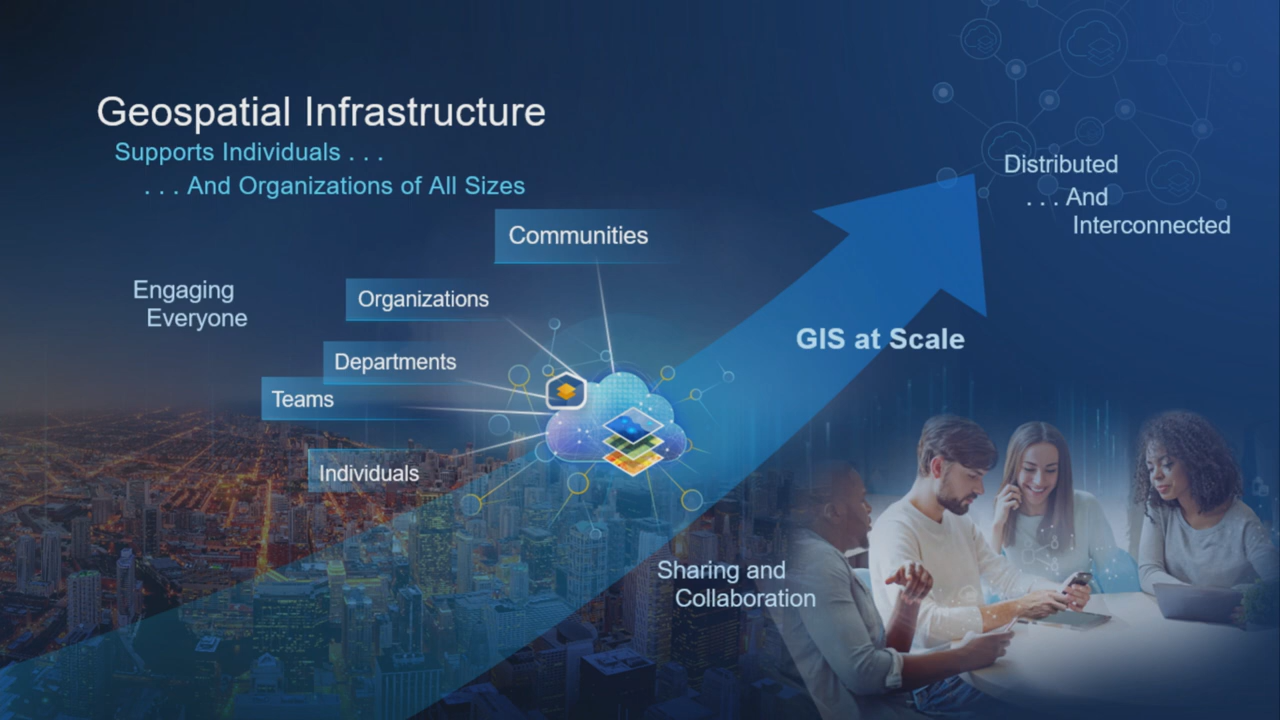 Geospatial Infrastructure
Supports Individuals . . .
. . . And Organizations of All Sizes
Distributed
. . . And
Interconnected
Communities
Engaging
Everyone
Organizations
Departments
Teams
Individuals
GIS at Scale
Sharing and
Collaboration